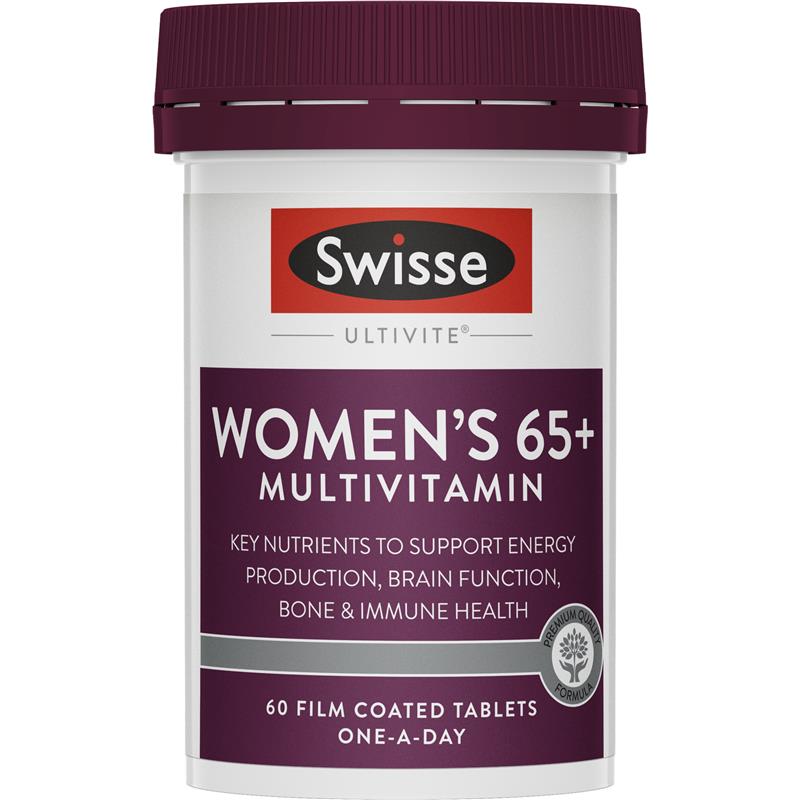 Swisse
ULTIVITE®
WOMEN'S 65+
MULTIVITAMIN
KEY NUTRIENTS TO SUPPORT ENERGY
PRODUCTION, BRAIN FUNCTION,
BONE & IMMUNE HEALTH
PREMIUM QUALITY
FORMULA
60 FILM COATED TABLETS
ONE-A-DAY